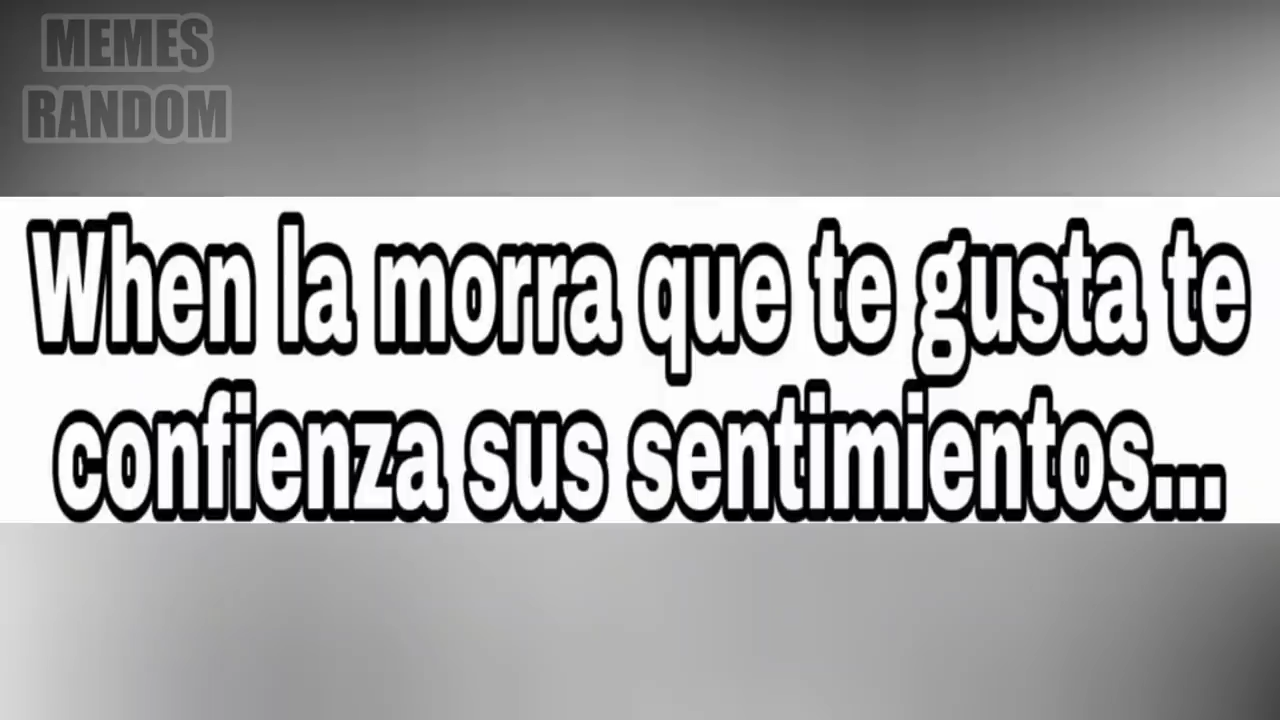 MEMES
RANDOM
When la morra que te gusta te
confienza sus sentimientos...